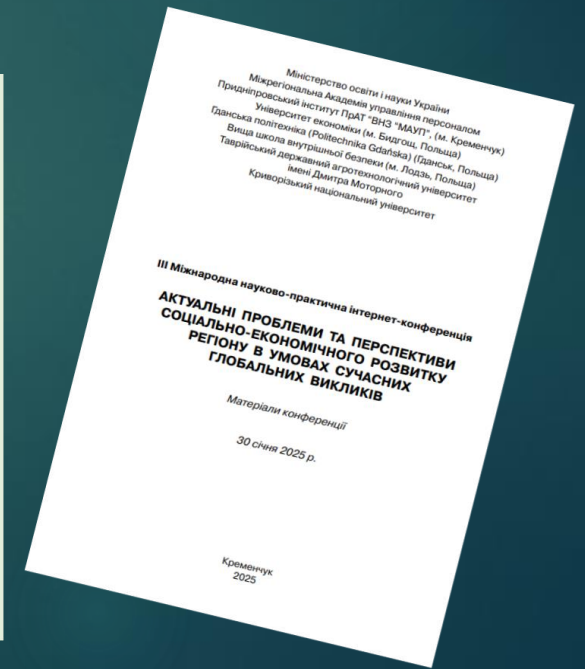 Міністерство освіти і науки України
Міжрегіональна Академія управління персоналом
Придніпровський інститут ПрАТ "ВНЗ "МАУП", (м. Кременчук)
Університет економіки (м. Бидгощ, Польща)
Гданська політехніка (Politechnika Gdańska) (Гданськ, Польща)
Вища школа внутрішньої безпеки (м. Лодзь, Польща)
Таврійський державний агротехнологічний університет
імені Дмитра Моторного
Криворізький національний університет
ІІІ Міжнародна науково-практична інтернет-конференція
АКТУАЛЬНІ ПРОБЛЕМИ ТА ПЕРСПЕКТИВИ
СОЦІАЛЬНО-ЕКОНОМІЧНОГО РОЗВИТКУ
РЕГІОНУ В УМОВАХ СУЧАСНИХ
ГЛОБАЛЬНИХ ВИКЛИКІВ
Матеріали конференції
30 січня 2025 р.
Кременчук
2025